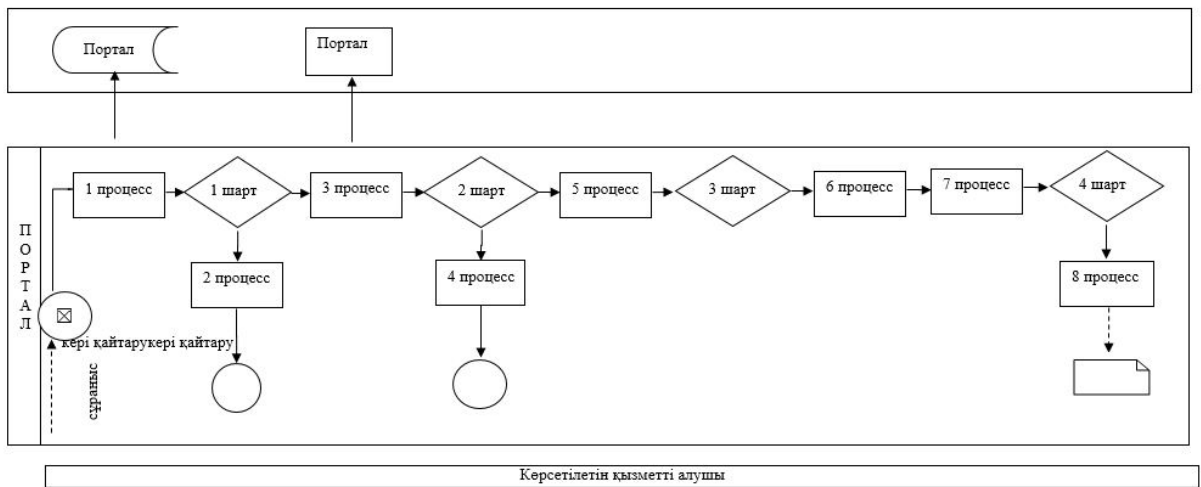 Портал
Портал
1 процесс
1 шарт
3 процесс
2 шарт
5 процесс
3 шарт
6 процесс
7 процесс
4 шарт
ПОРТАЛ
2 процесс
4 процесс
8 процесс
кері қайтарукері қайтару
сұраныс
Көрсетілетін қызметті алушы